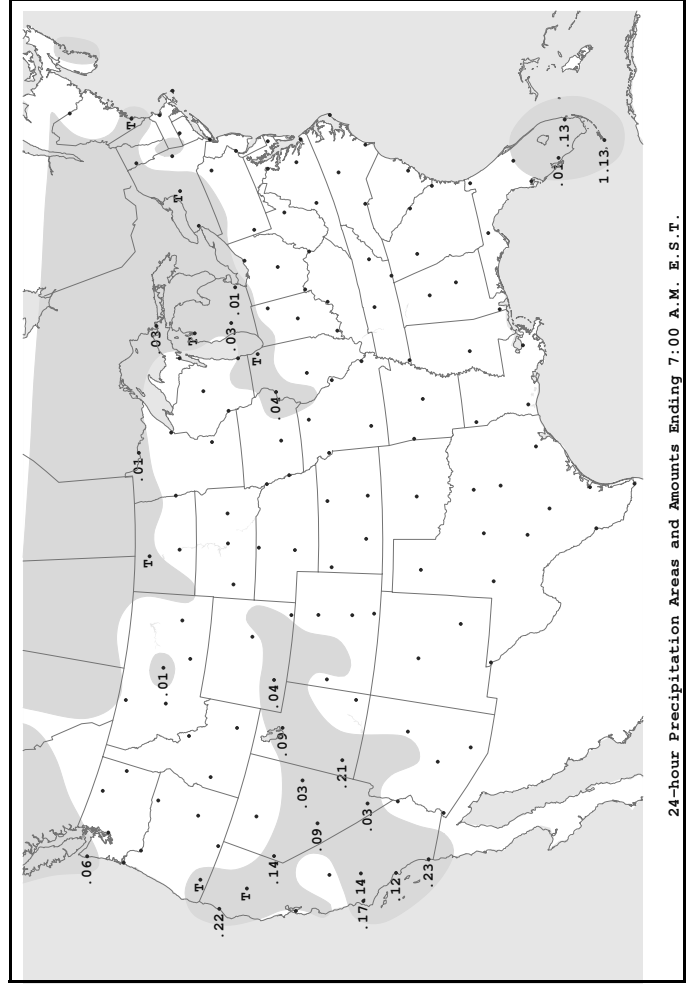 .06
T
.01
T
.03
.01
T
T
T
.22
.03
.01
T
T
.14
.04
.04
.09
.03
.09
.21
.17 .14
.03
.12
.23
.01
.13
1.13
24-hour Precipitation Areas and Amounts Ending 7:00 A.M. E.S.T.